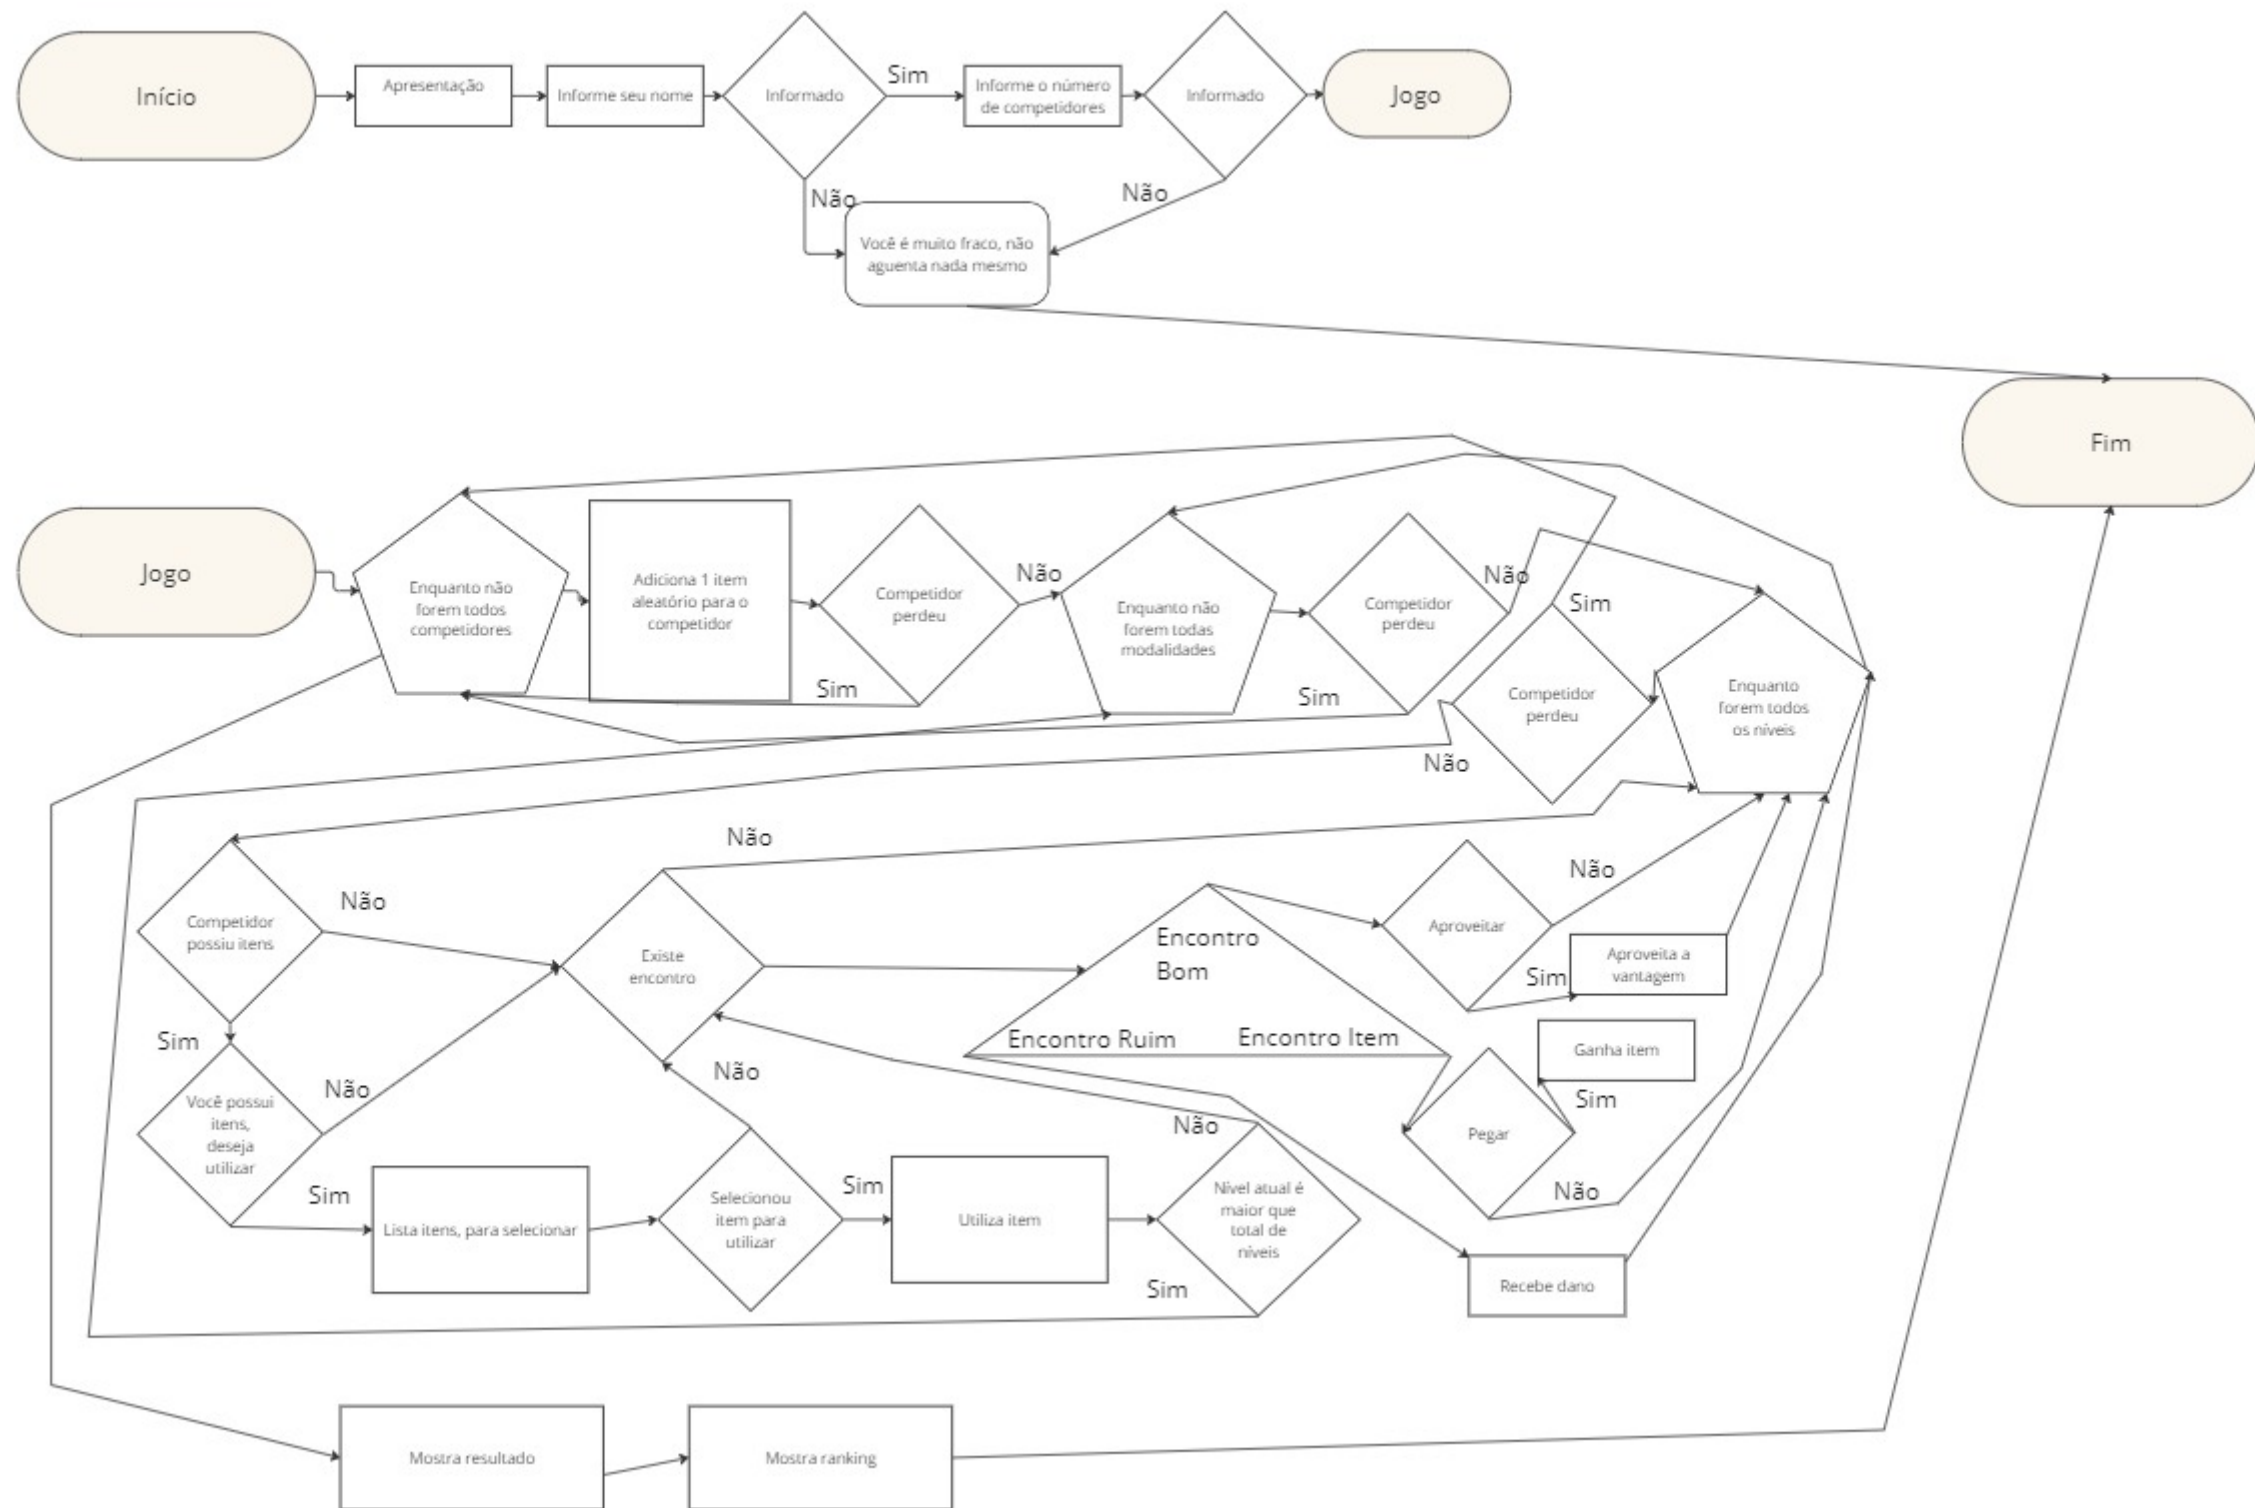 Início
Apresentação
Informe seu nome
Informado
Sim
Informe o número
de competidores
Informado
Jogo
Não
Não
Você é muito fraco, não
aguenta nada mesmo
Fim
Jogo
Enquanto não
forem todos
competidores
Adiciona 1 item
aleatório para o
competidor
Competidor
perdeu
Não
Sim
Enquanto não
forem todas
modalidades
Competidor
perdeu
Não
Sim
Sim
Competidor
perdeu
Não
Enquanto
forem todos
os níveis
Competidor
possiu itens
Não
Sim
Você possui
itens,
deseja
utilizar
Não
Sim
Lista itens, para selecionar
Selecionou
item para
utilizar
Não
Sim
Utiliza item
Nível atual é
maior que
total de
níveis
Não
Sim
Existe
encontro
Não
Encontro
Bom
Encontro Ruim
Encontro Item
Aproveitar
Não
Sim
Aproveita a
vantagem
Ganha item
Sim
Pegar
Não
Recebe dano
Mostra resultado
Mostra ranking